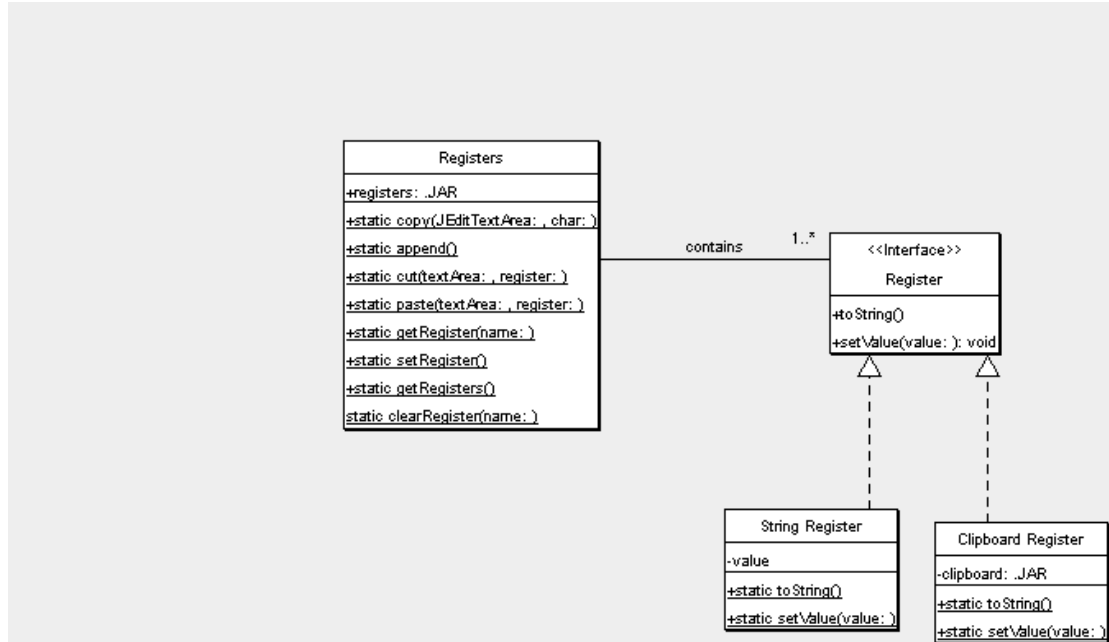 Registers
+registers: .JAR
+static copy(JEditTextArea: , char: )
+static append()
+static cut(textArea: , register: )
+static paste(textArea: , register: )
+static getRegister(name: )
+static setRegister()
+static getRegisters()
static clearRegister(name: )
contains
1..*
<<Interface>>
Register
+toString()
+setValue(value: ): void
String Register
-value
+static toString()
+static setValue(value: )
Clipboard Register
-clipboard: .JAR
+static toString()
+static setValue(value: )